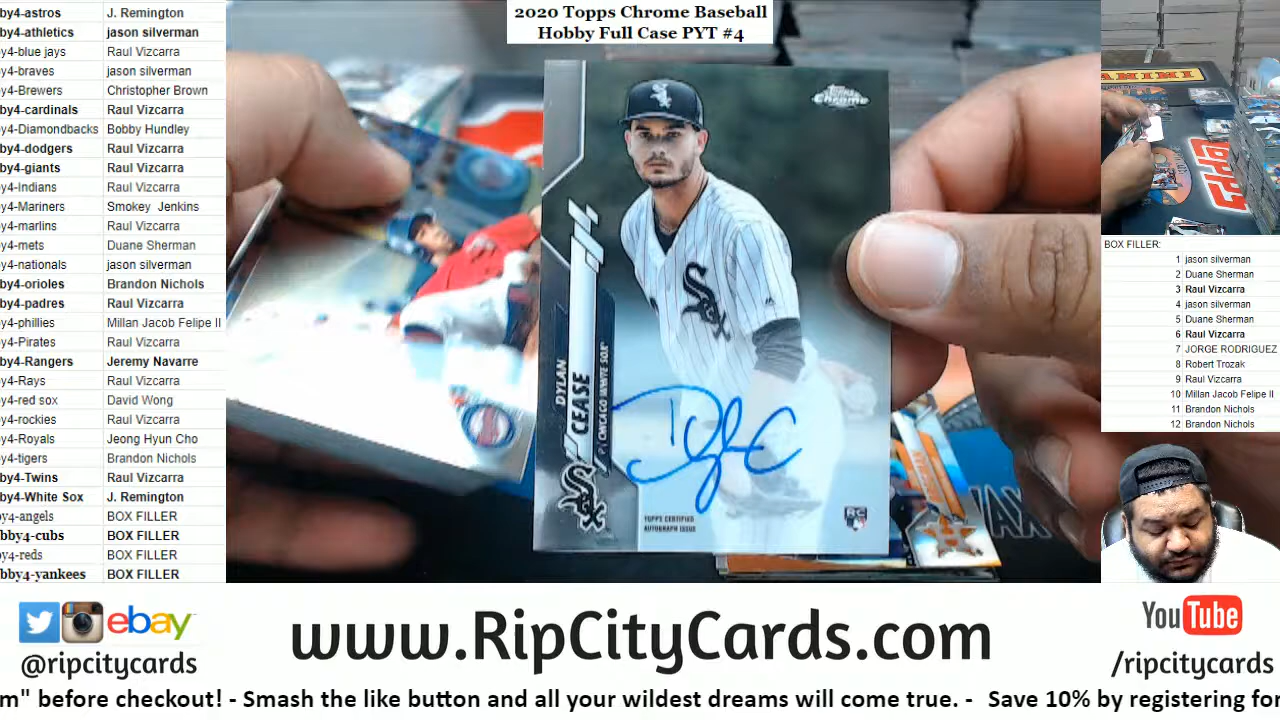 2020 Topps Chrome Baseball
Hobby Full Case PYT #4
by4-astros J. Remington
by4-athletics jason silverman
y4-blue jays Raul Vizcarra
y4-braves jason silverman
y4-Brewers Christopher Brown
by4-cardinals Raul Vizcarra
y4-Diamondbacks Bobby Hundley
by4-dodgers Raul Vizcarra
by4-giants Raul Vizcarra
y4-Indians Raul Vizcarra
y4-Mariners Smokey Jenkins
y4-marlins Raul Vizcarra
y4-mets Duane Sherman
y4-nationals jason silverman
by4-orioles Brandon Nichols
by4-padres Raul Vizcarra
y4-phillies Millan Jacob Felipe II
y4-Pirates Raul Vizcarra
by4-Rangers Jeremy Navarre
y4-Rays Raul Vizcarra
y4-red sox David Wong
y4-rockies Raul Vizcarra
y4-Royals Jeong Hyun Cho
y4-tigers Brandon Nichols
by4-Twins Raul Vizcarra
by4-White Sox J. Remington
y4-angels BOX FILLER
bby4-cubs BOX FILLER
y4-reds BOX FILLER
bby4-yankees BOX FILLER
Topps
Chrome
Sox
DYLAN
CEASE
CHICAGO WHITE SOX
Sox
TOPPS CERTIFIED
AUTOGRAPH ISSUE
RC
PANINI
topps
BOX FILLER:
1 jason silverman
2 Duane Sherman
3 Raul Vizcarra
4 jason silverman
5 Duane Sherman
6 Raul Vizcarra
7 JORGE RODRIGUEZ
8 Robert Trozak
9 Raul Vizcarra
10 Millan Jacob Felipe II
11 Brandon Nichols
12 Brandon Nichols
ebay
@ripcitycards
www.RipCityCards.com
YouTube
/ripcitycards
m" before checkout! - Smash the like button and all your wildest dreams will come true. - Save 10% by registering for